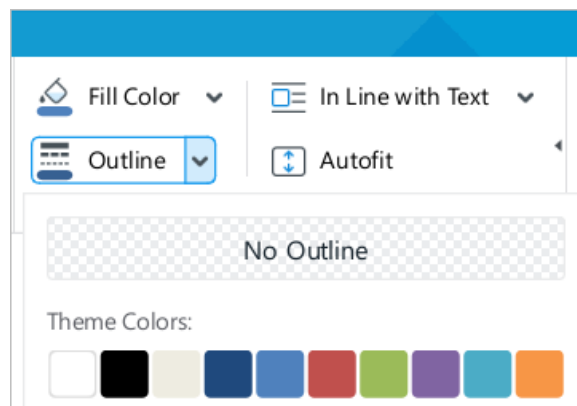 Fill Color
In Line with Text
Outline
Autofit
No Outline
Theme Colors: